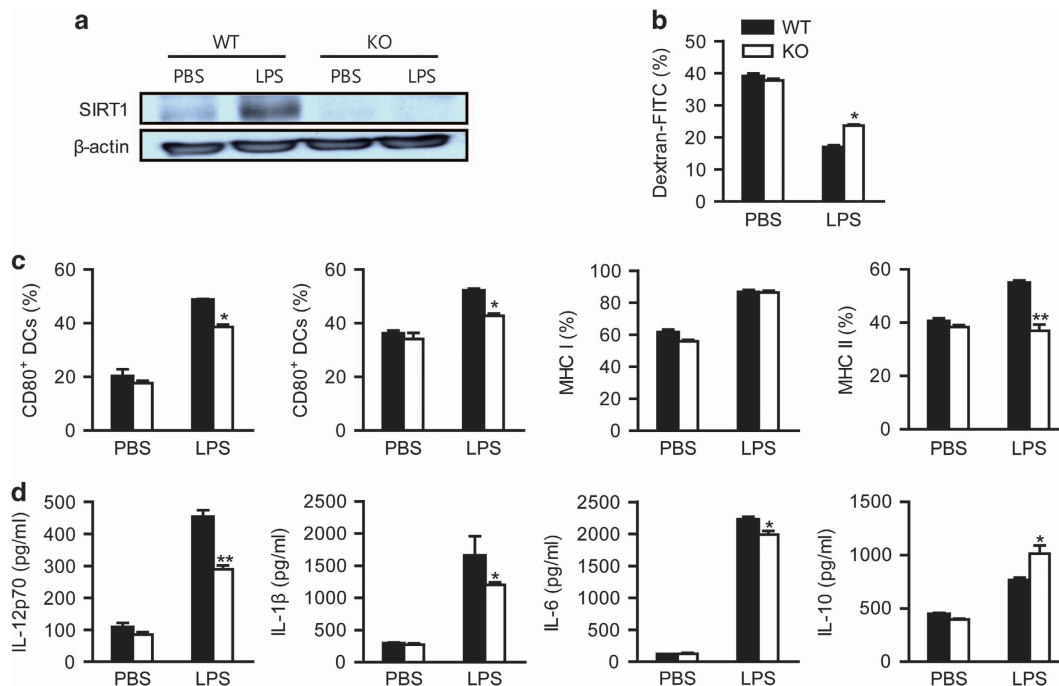 a
WT KO
PBS LPS PBS LPS
SIRT1
β-actin
b
WT
KO
Dextran-FITC (%)
50
40
30
20
10
0
*
PBS LPS
c
CD80+ DCs (%)
60
40
20
0
*
PBS LPS
CD80+ DCs (%)
60
40
20
0
*
PBS LPS
MHC I (%)
100
80
60
40
20
0
PBS LPS
MHC II (%)
60
40
20
0
**
PBS LPS
d
IL-12p70 (pg/ml)
500
400
300
200
100
0
**
PBS LPS
IL-1β (pg/ml)
2500
2000
1500
1000
500
0
*
PBS LPS
IL-6 (pg/ml)
2500
2000
1500
1000
500
0
*
PBS LPS
IL-10 (pg/ml)
1500
1000
500
0
*
PBS LPS